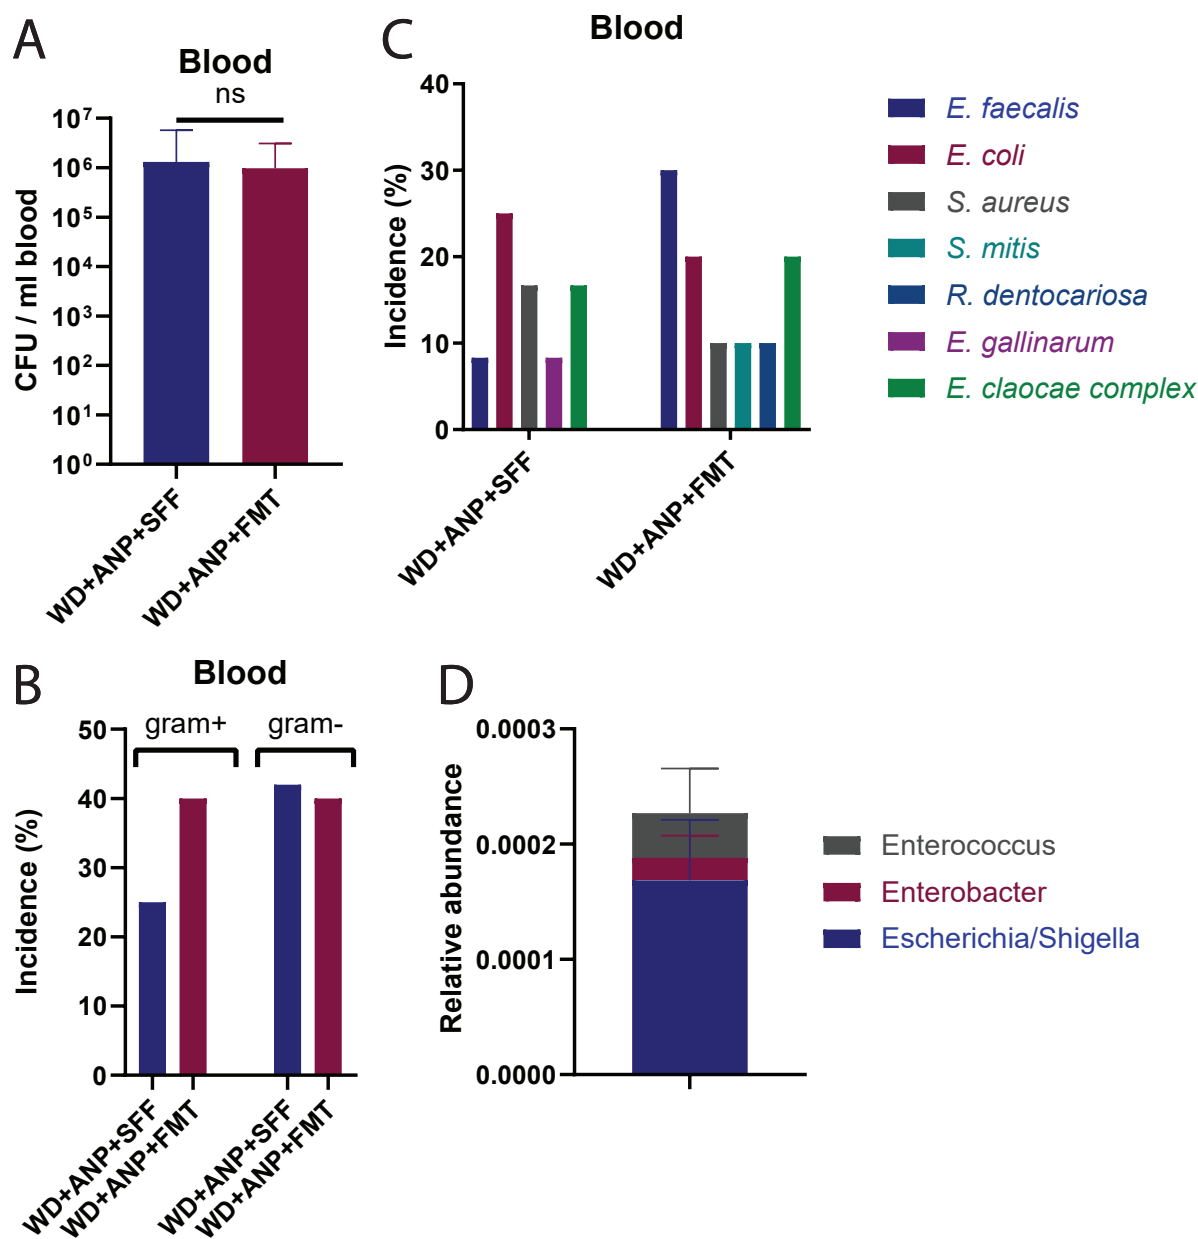 A
Blood
ns
10⁷
10⁶
10⁵
10⁴
10³
10²
10¹
10⁰
CFU / ml blood
WD+ANP+SFF
WD+ANP+FMT
C
Blood
40
30
20
10
0
Incidence (%)
WD+ANP+SFF
WD+ANP+FMT
E. faecalis
E. coli
S. aureus
S. mitis
R. dentocariosa
E. gallinarum
E. claocae complex
B
Blood
gram+
gram-
50
40
30
20
10
0
Incidence (%)
WD+ANP+SFF
WD+ANP+FMT
WD+ANP+SFF
WD+ANP+FMT
D
0.0003
0.0002
0.0001
0.0000
Relative abundance
Enterococcus
Enterobacter
Escherichia/Shigella